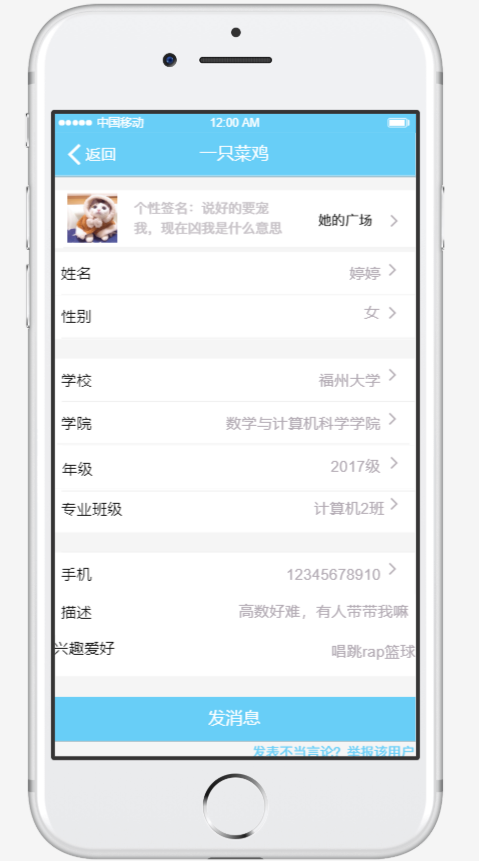 中国移动 12:00 AM
返回 一只菜鸡
个性签名：说好的要宠
我，现在凶我是什么意思
她的广场
姓名 婷婷
性别 女
学校 福州大学
学院 数学与计算机科学学院
年级 2017级
专业班级 计算机2班
手机 12345678910
描述 高数好难，有人带带我嘛
兴趣爱好 唱跳rap篮球
发消息
发表不当言论？举报该用户